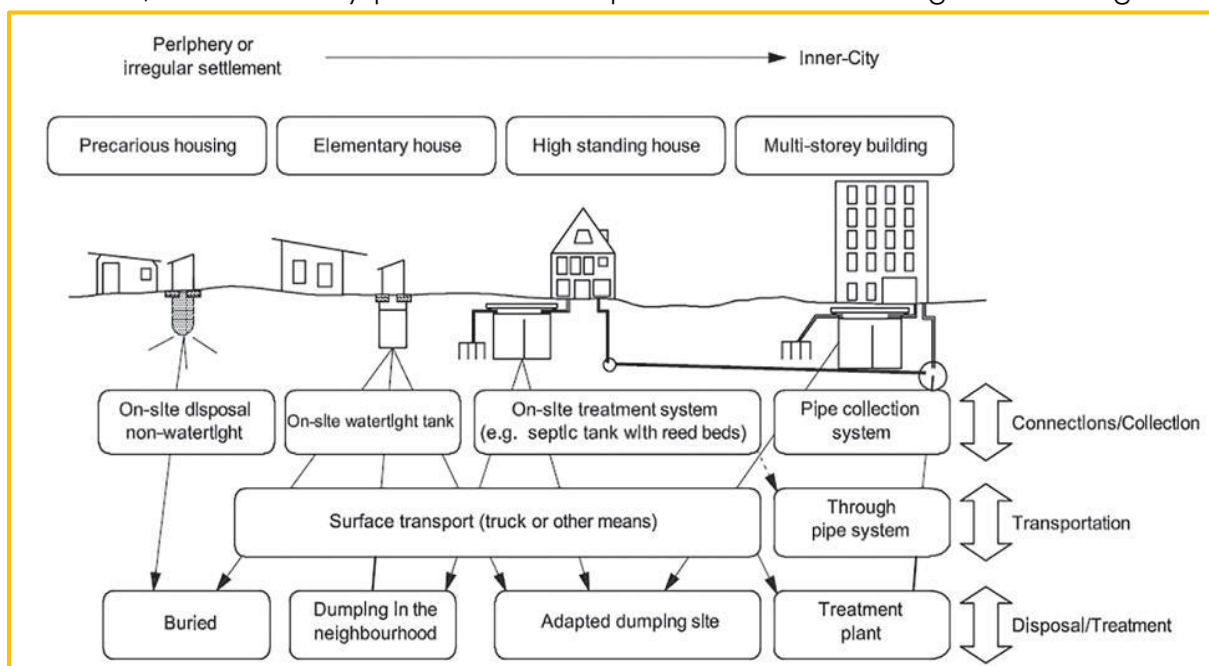 Periphery or
irregular settlement
Inner-City
Precarious housing
Elementary house
High standing house
Multi-storey building
On-site disposal
non-watertight
On-site watertight tank
On-site treatment system
(e.g. septic tank with reed beds)
Pipe collection
system
Connections/Collection
Surface transport (truck or other means)
Through
pipe system
Transportation
Buried
Dumping in the
neighbourhood
Adapted dumping site
Treatment
plant
Disposal/Treatment